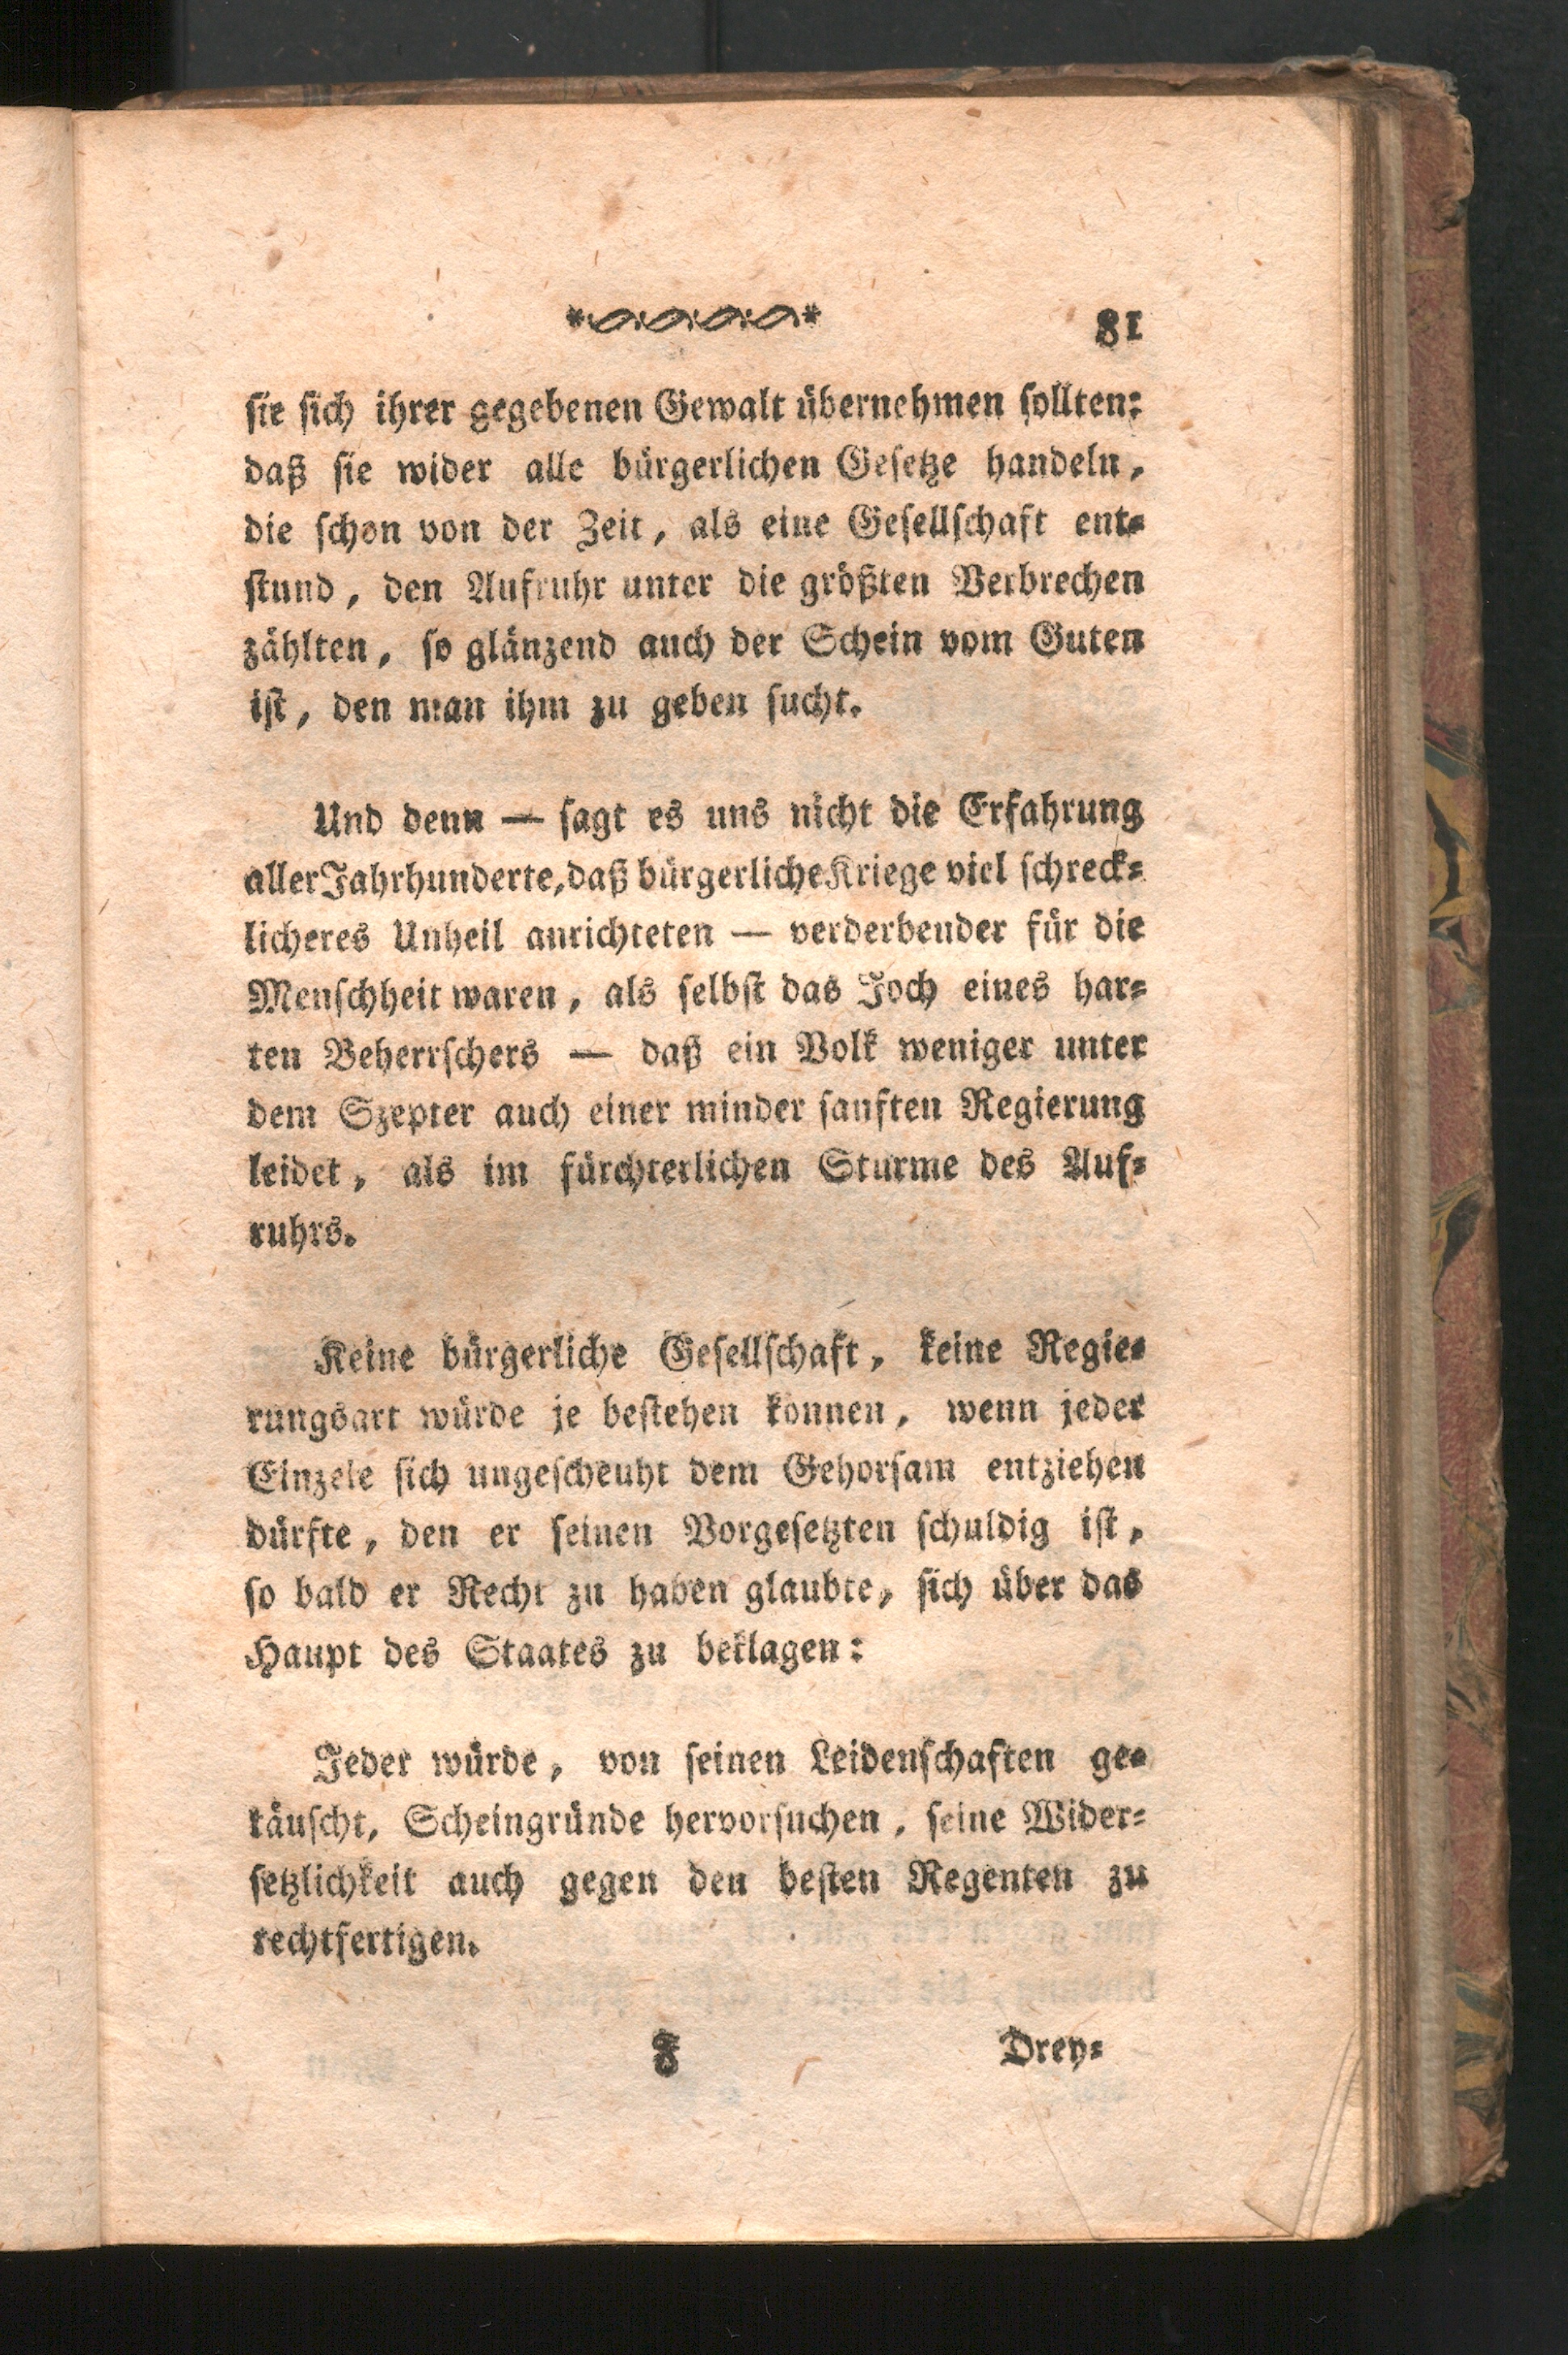 81
sie sich ihrer gegebenen Gewalt übernehmen sollten:
daß sie wider alle bürgerlichen Gesetze handeln,
die schon von der Zeit, als eine Gesellschaft ent-
stund, den Aufruhr unter die größten Verbrechen
zählten, so glänzend auch der Schein vom Guten
ist, den man ihm zu geben sucht.
Und denn — sagt es uns nicht die Erfahrung
aller Jahrhunderte, daß bürgerliche Kriege viel schreck-
licheres Unheil anrichteten — verderbender für die
Menschheit waren, als selbst das Joch eines har-
ten Beherrschers — daß ein Volk weniger unter
dem Szepter auch einer minder sanften Regierung
leidet, als im fürchterlichen Sturme des Auf-
ruhrs.
Keine bürgerliche Gesellschaft, keine Regie-
rungsart würde je bestehen konnen, wenn jeder
Einzele sich ungescheuht dem Gehorsam entziehen
dürfte, den er seinen Vorgesetzten schuldig ist,
so bald er Recht zu haben glaubte, sich über das
Haupt des Staates zu beklagen:
Jeder würde, von seinen Leidenschaften ge-
täuscht, Scheingründe hervorsuchen, seine Wider-
setzlichkeit auch gegen den besten Regenten zu
rechtfertigen.
F Drey-